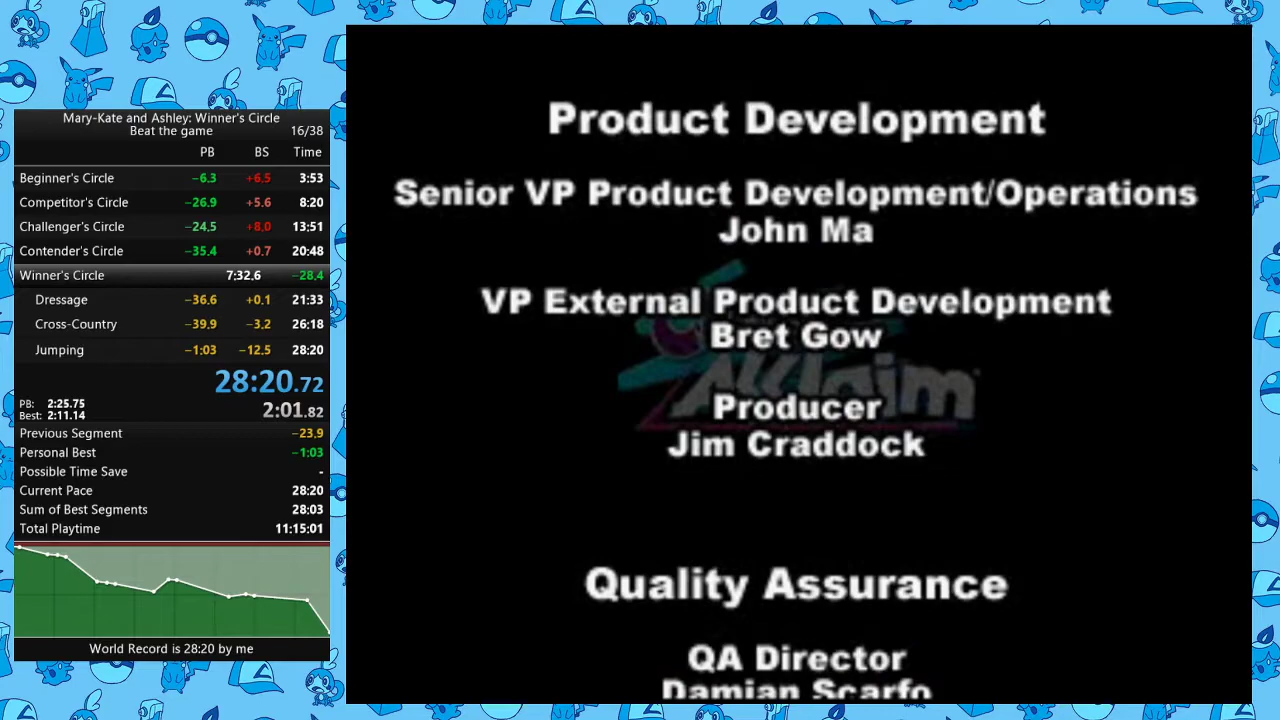 Mary-Kate and Ashley: Winner's Circle
Beat the game 16/38
PB BS Time
Beginner's Circle −6.3 +6.5 3:53
Competitor's Circle −26.9 +5.6 8:20
Challenger's Circle −24.5 +8.0 13:51
Contender's Circle −35.4 +0.7 20:48
Winner's Circle 7:32.6 −28.4
Dressage −36.6 +0.1 21:33
Cross-Country −39.9 −3.2 26:18
Jumping −1:03 −12.5 28:20
28:20.72
PB: 2:25.75
Best: 2:11.14
2:01.82
Previous Segment −23.9
Personal Best −1:03
Possible Time Save -
Current Pace 28:20
Sum of Best Segments 28:03
Total Playtime 11:15:01
World Record is 28:20 by me
Product Development
Senior VP Product Development/Operations
John Ma
VP External Product Development
Bret Gow
Acclaim
Producer
Jim Craddock
Quality Assurance
QA Director
Damian Scarfo